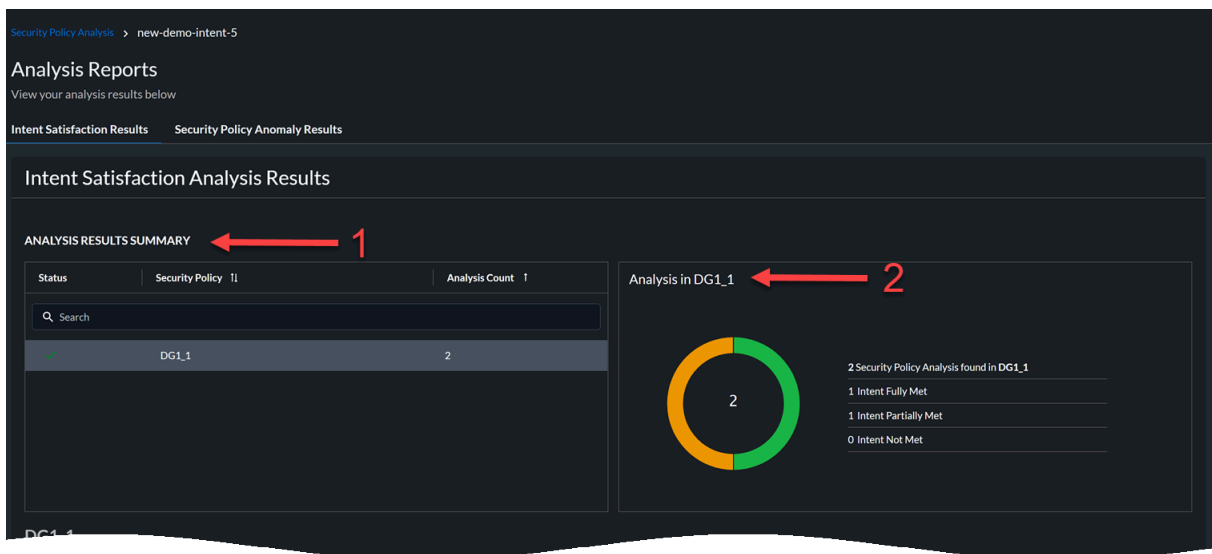 Security Policy Analysis > new-demo-intent-5
Analysis Reports
View your analysis results below
Intent Satisfaction Results Security Policy Anomaly Results
Intent Satisfaction Analysis Results
ANALYSIS RESULTS SUMMARY 1
Status Security Policy Analysis Count
Search
DG1_1 2
Analysis in DG1_1 2
2
2 Security Policy Analysis found in DG1_1
1 Intent Fully Met
1 Intent Partially Met
0 Intent Not Met
DG1_1